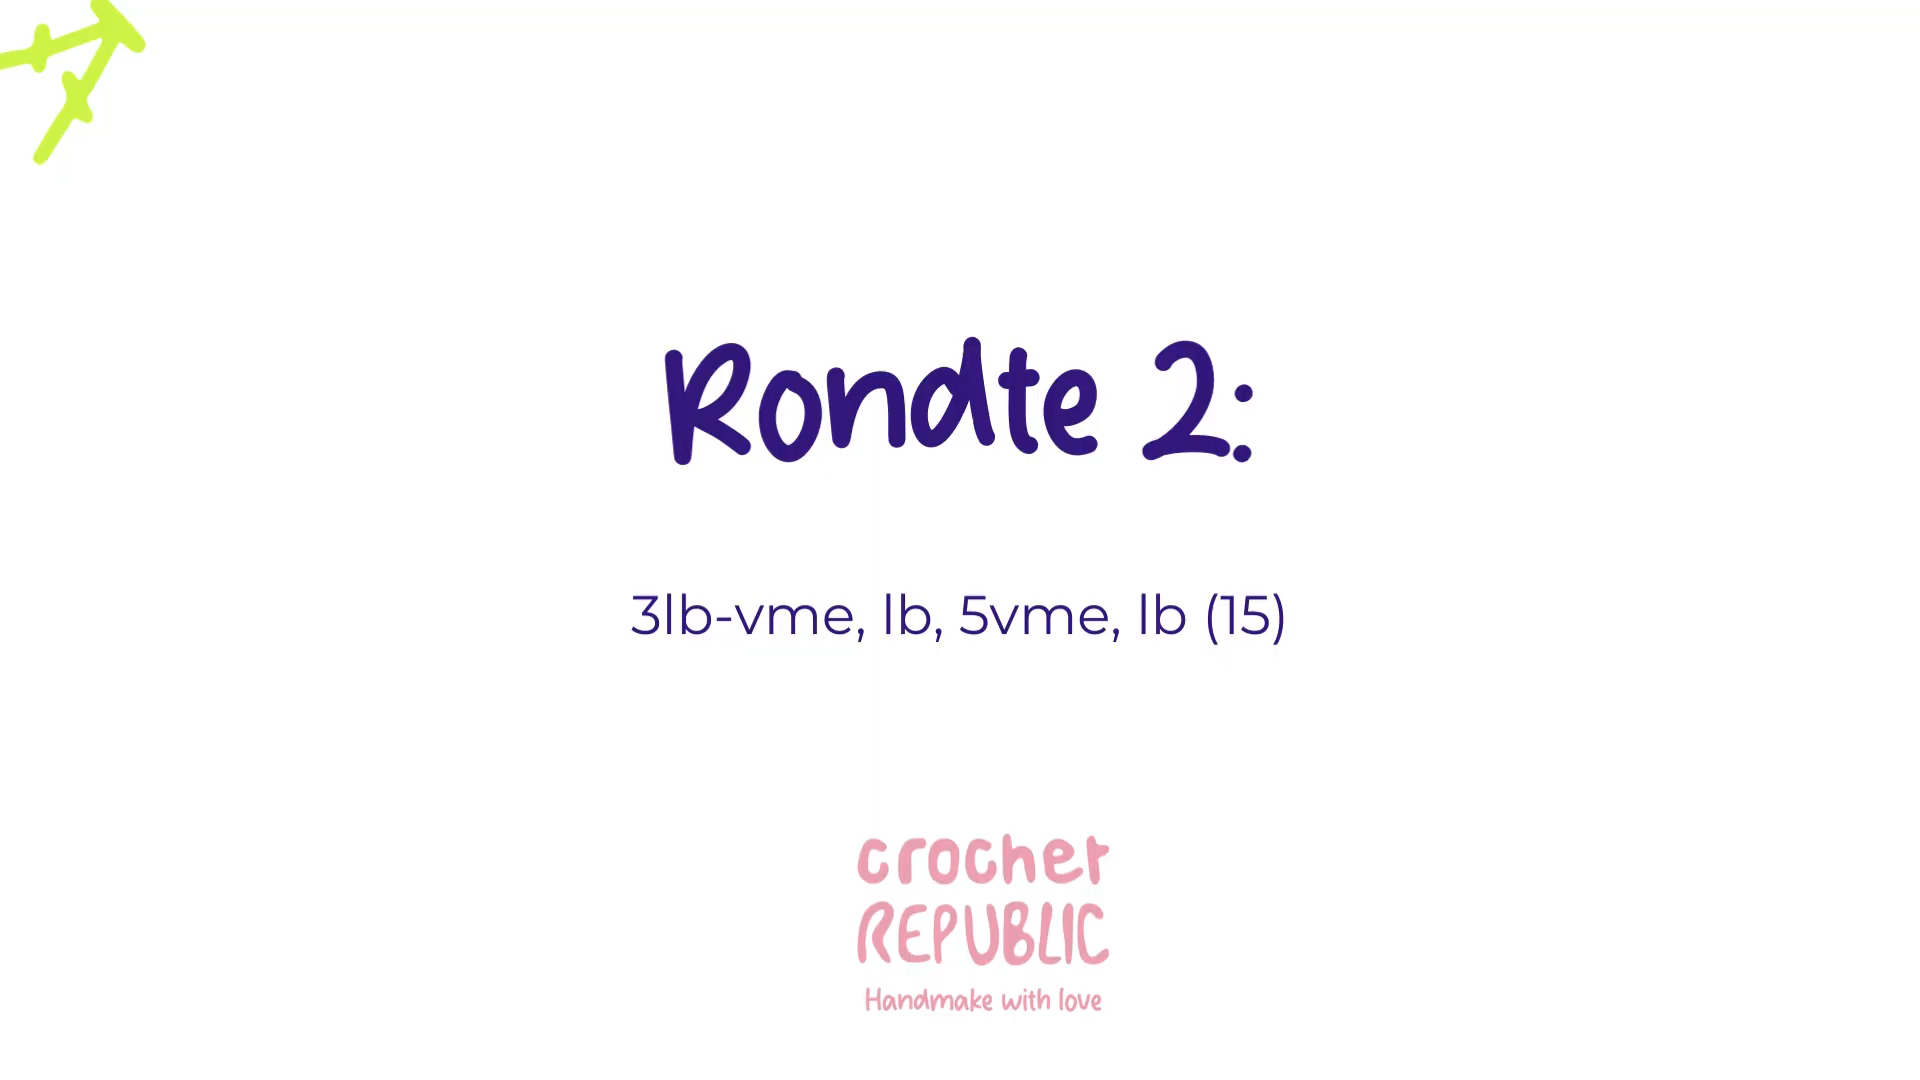 Rondte 2:
3lb-vme, lb, 5vme, lb (15)
crochet
REPUBLIC
Handmake with love